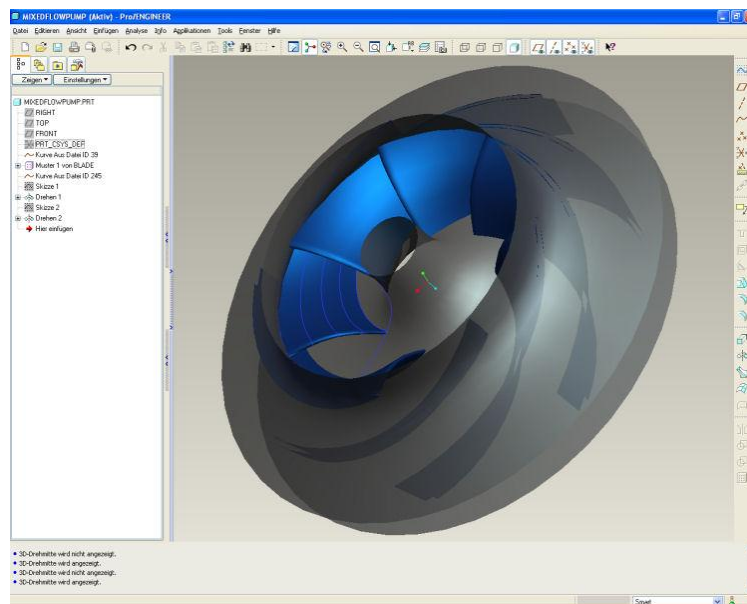 MIXEDFLOWPUMP (Aktiv) - Pro/ENGINEER
Datei Editieren Ansicht Einfügen Analyse Info Applikationen Tools Fenster Hilfe
Zeigen Einstellungen
MIXEDFLOWPUMP.PRT
RIGHT
TOP
FRONT
PRT_CSYS_DEF
Kurve Aus Datei ID 39
Muster 1 von BLADE
Kurve Aus Datei ID 245
Skizze 1
Drehen 1
Skizze 2
Drehen 2
Hier einfügen
• 3D-Drehmitte wird nicht angezeigt.
• 3D-Drehmitte wird angezeigt.
• 3D-Drehmitte wird nicht angezeigt.
• 3D-Drehmitte wird angezeigt.
Smart